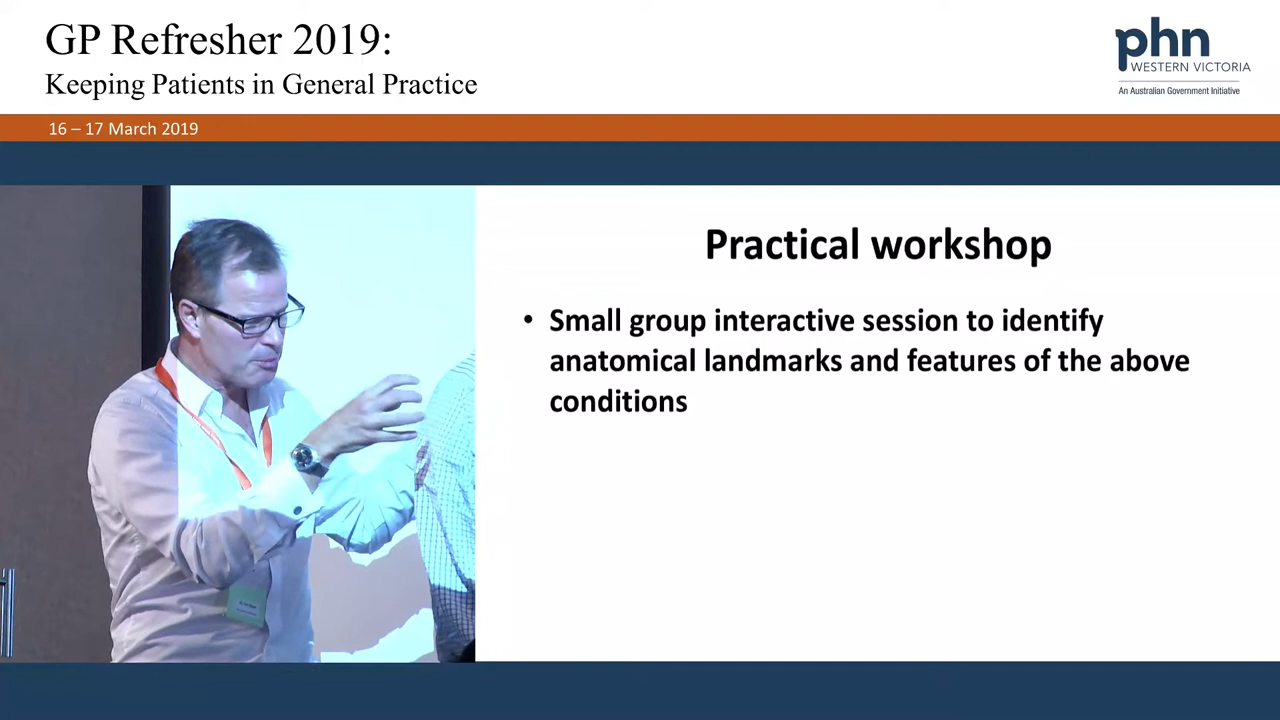 GP Refresher 2019:
Keeping Patients in General Practice
phn
WESTERN VICTORIA
An Australian Government Initiative
16 – 17 March 2019
Practical workshop
• Small group interactive session to identify
anatomical landmarks and features of the above
conditions